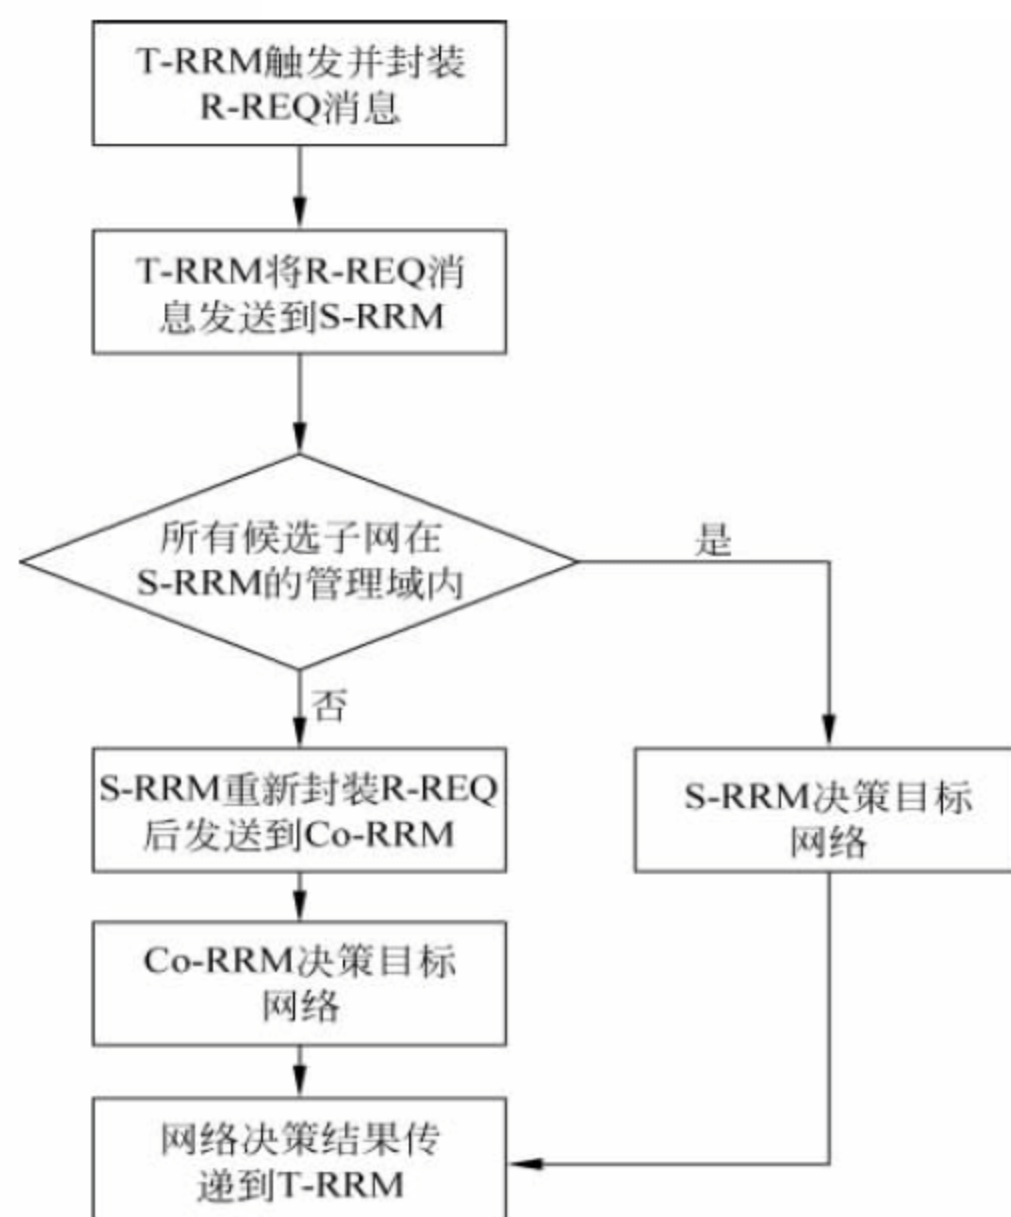 T-RRM触发并封装
R-REQ消息
T-RRM将R-REQ消
息发送到S-RRM
所有候选子网在
S-RRM的管理域内
是
否
S-RRM重新封装R-REQ
后发送到Co-RRM
S-RRM决策目标
网络
Co-RRM决策目标
网络
网络决策结果传
递到T-RRM